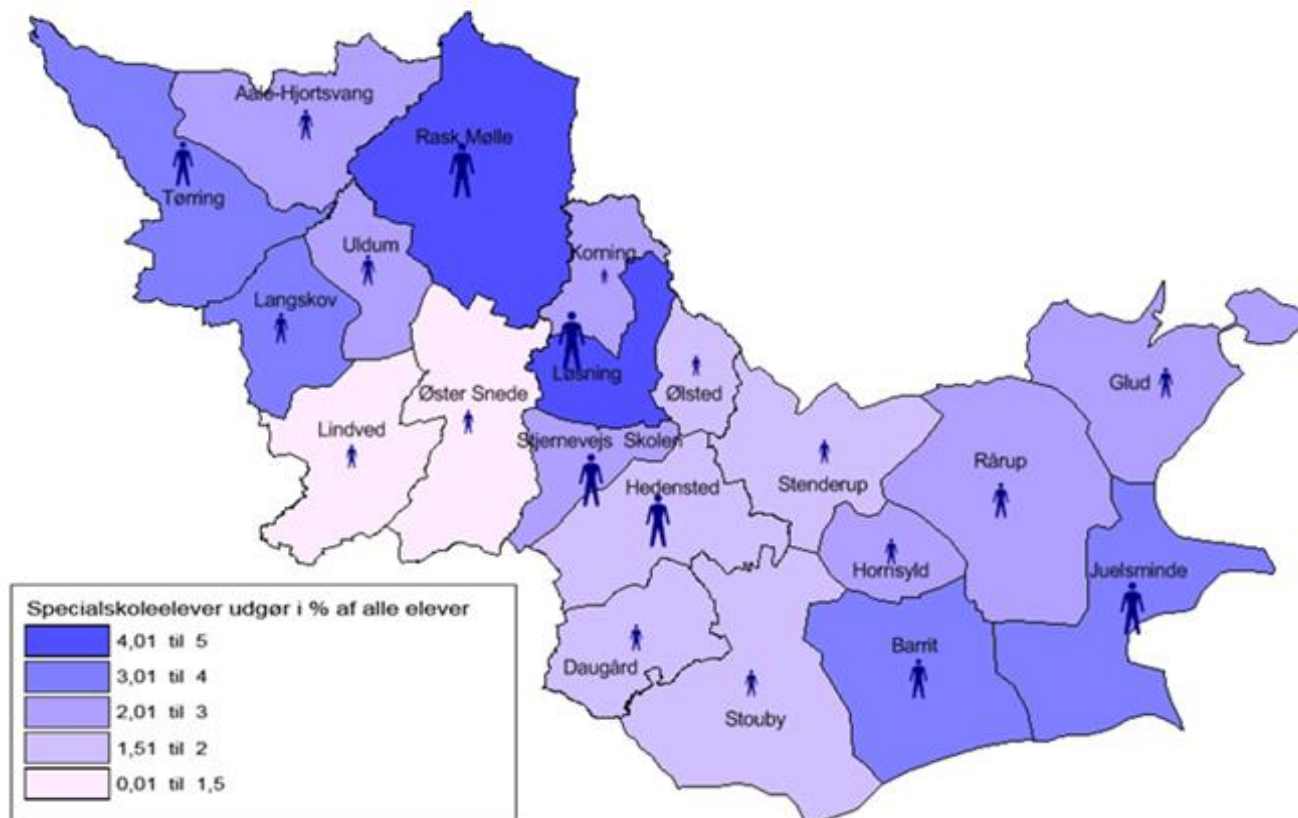 Aale-Hjortsvang
Rask Mølle
Tørring
Uldum
Korning
Langskov
Løsning
Ølsted
Glud
Øster Snede
Lindved
Stjernevejs Skolen
Rårup
Hedensted
Stenderup
Hornsyld
Juelsminde
Daugård
Barrit
Stouby
Specialskoleelever udgør i % af alle elever
4,01 til 5
3,01 til 4
2,01 til 3
1,51 til 2
0,01 til 1,5